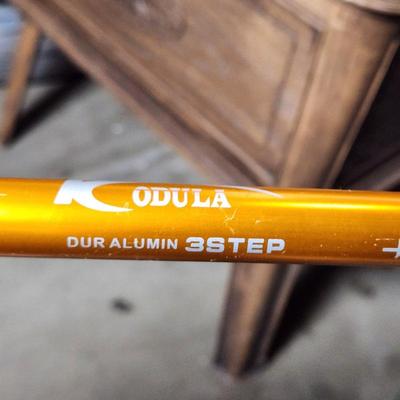 KODULA
DUR ALUMIN 3STEP